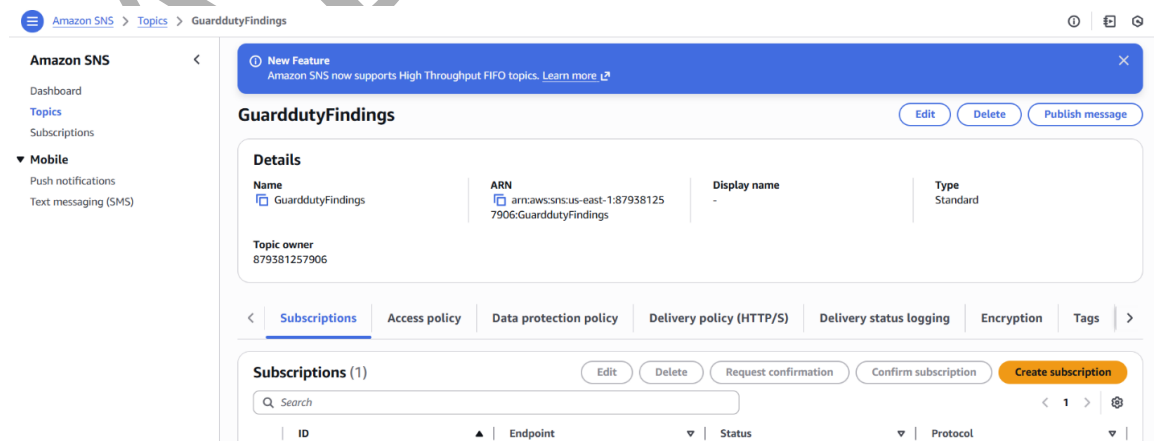 Amazon SNS > Topics > GuarddutyFindings
Amazon SNS
Dashboard
Topics
Subscriptions
Mobile
Push notifications
Text messaging (SMS)
New Feature
Amazon SNS now supports High Throughput FIFO topics. Learn more
GuarddutyFindings
Edit
Delete
Publish message
Details
Name
GuarddutyFindings
ARN
arn:aws:sns:us-east-1:87938125
7906:GuarddutyFindings
Display name
-
Type
Standard
Topic owner
879381257906
Subscriptions
Access policy
Data protection policy
Delivery policy (HTTP/S)
Delivery status logging
Encryption
Tags
Subscriptions (1)
Edit
Delete
Request confirmation
Confirm subscription
Create subscription
Search
1
ID
Endpoint
Status
Protocol